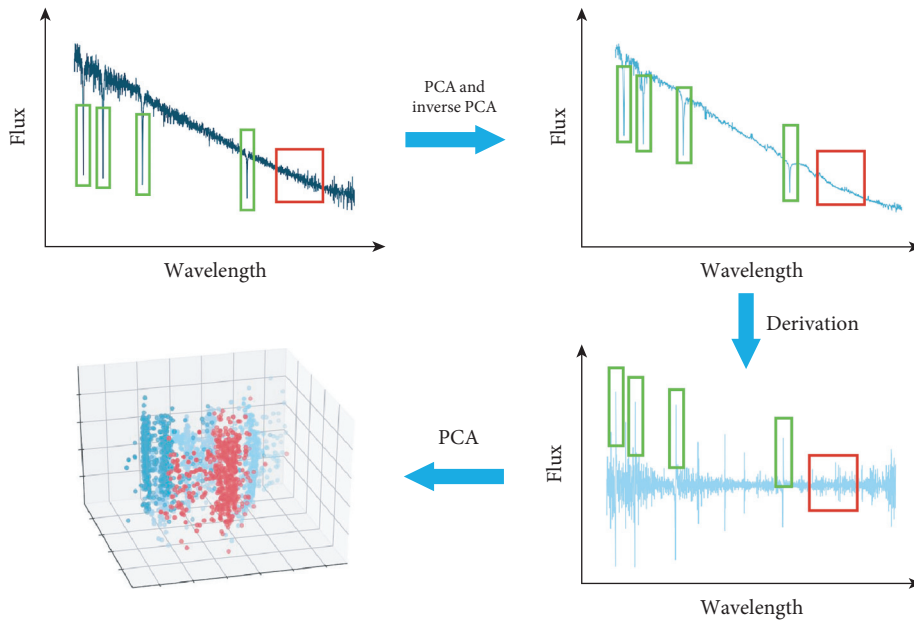 Flux
Wavelength
PCA and
inverse PCA
Flux
Wavelength
Derivation
Flux
Wavelength
PCA